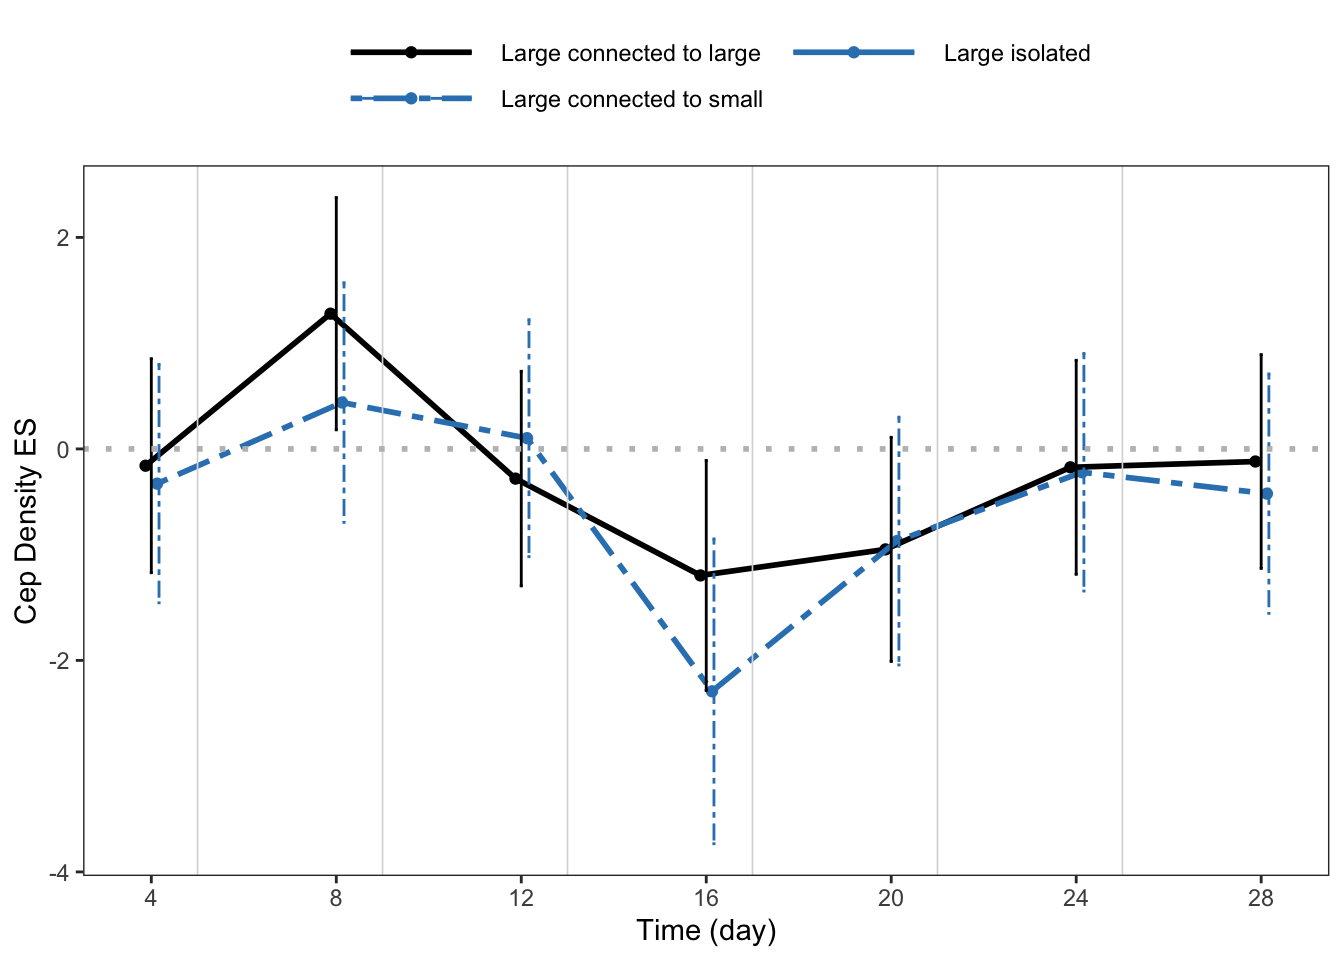 Large connected to large
Large isolated
Large connected to small
Cep Density ES
2
0
-2
-4
4 8 12 16 20 24 28
Time (day)